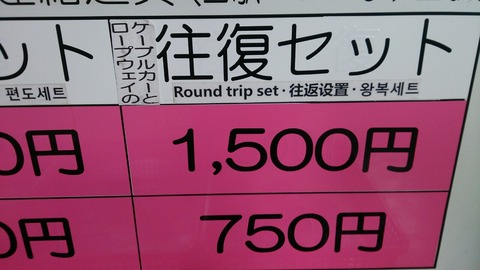 ット
편도세트
ケーブルカーと
ロープウェイの
往復セット
Round trip set・往返设置・왕복세트
0円
1,500円
0円
750円